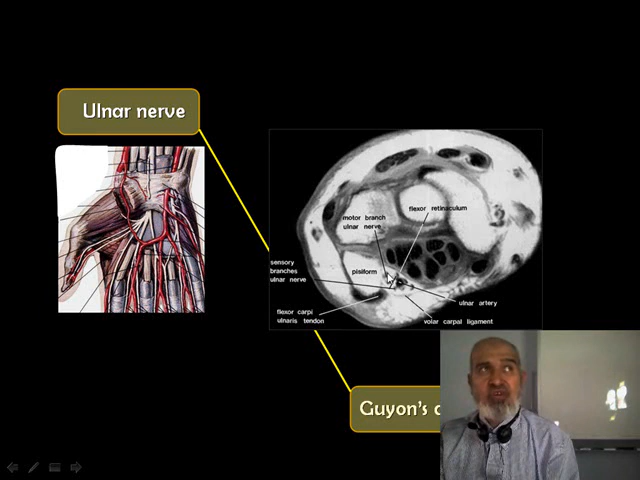 Ulnar nerve
motor branch
ulnar nerve
flexor retinaculum
sensory
branches
ulnar nerve
pisiform
flexor carpi
ulnaris tendon
ulnar artery
volar carpal ligament
Guyon's